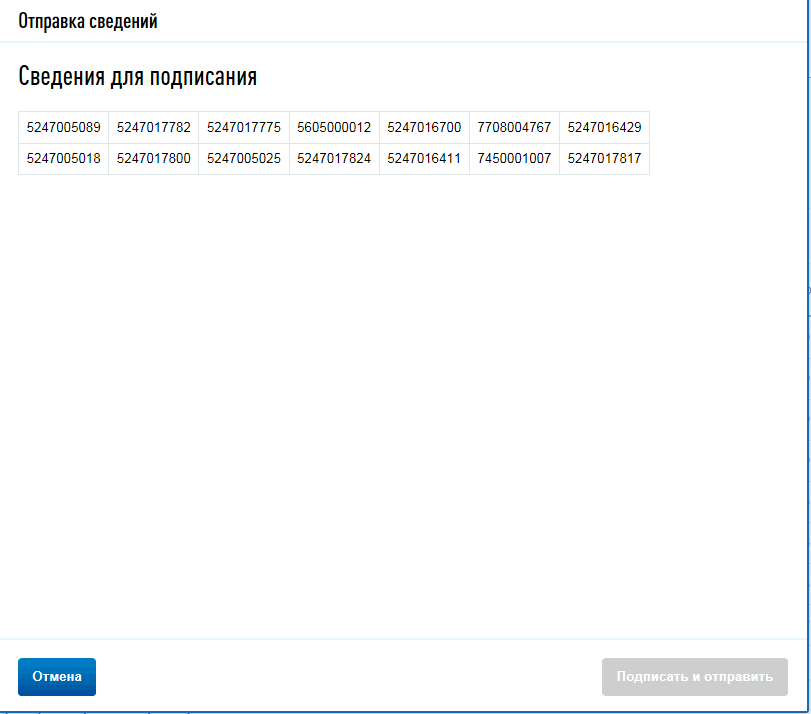 Отправка сведений
Сведения для подписания
5247005089 5247017782 5247017775 5605000012 5247016700 7708004767 5247016429
5247005018 5247017800 5247005025 5247017824 5247016411 7450001007 5247017817
Отмена Подписать и отправить